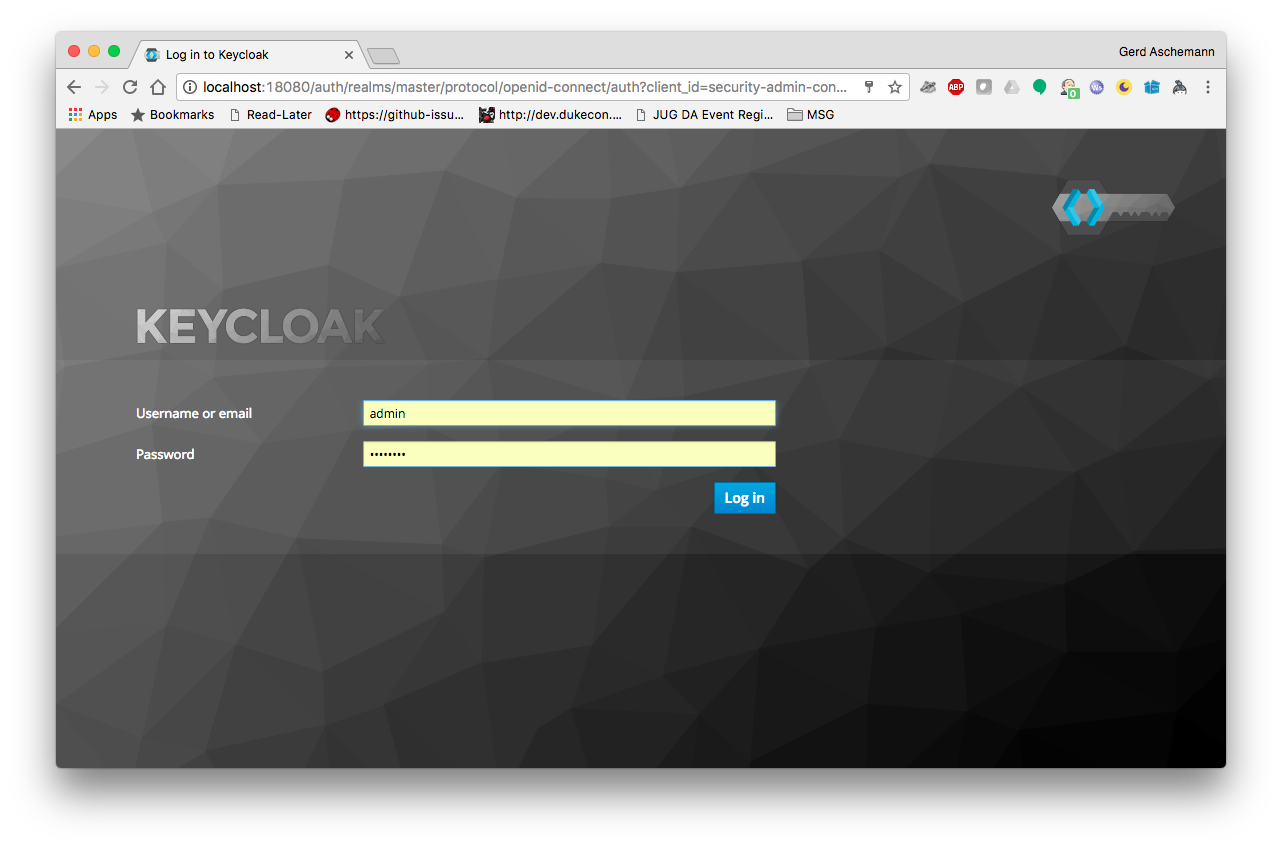 Log in to Keycloak
Gerd Aschemann
localhost:18080/auth/realms/master/protocol/openid-connect/auth?client_id=security-admin-con...
ABP
0
Ws
Apps Bookmarks Read-Later https://github-issu... http://dev.dukecon.... JUG DA Event Regi... MSG
KEYCLOAK
Username or email admin
Password ••••••••
Log in